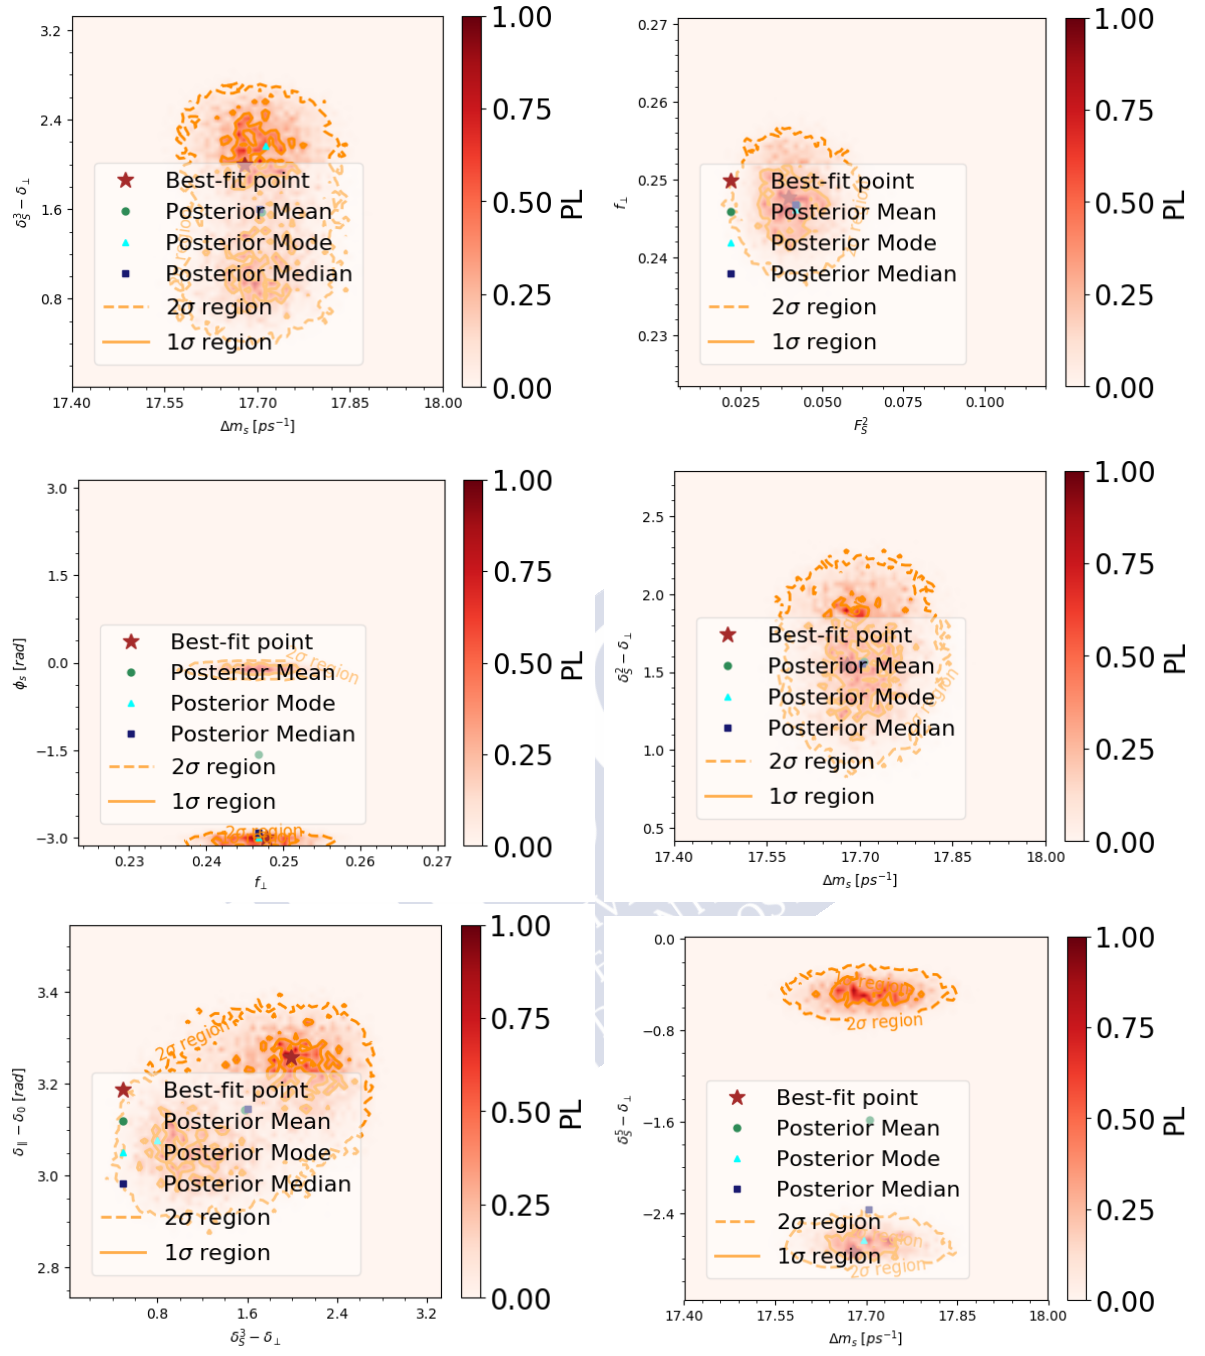 3.2
2.4
1.6
0.8
δ_S^3 − δ_⊥
17.40 17.55 17.70 17.85 18.00
Δm_s [ps^{-1}]
region
Best-fit point
Posterior Mean
Posterior Mode
Posterior Median
2σ region
1σ region
1.00
0.75
0.50
0.25
0.00
PL
0.27
0.26
0.25
0.24
0.23
f_⊥
0.025 0.050 0.075 0.100
F_S^2
region
Best-fit point
Posterior Mean
Posterior Mode
Posterior Median
2σ region
1σ region
1.00
0.75
0.50
0.25
0.00
PL
3.0
1.5
0.0
−1.5
−3.0
ϕ_s [rad]
0.23 0.24 0.25 0.26 0.27
f_⊥
2σ region
2σ region
Best-fit point
Posterior Mean
Posterior Mode
Posterior Median
2σ region
1σ region
1.00
0.75
0.50
0.25
0.00
PL
2.5
2.0
1.5
1.0
0.5
δ_S^2 − δ_⊥
17.40 17.55 17.70 17.85 18.00
Δm_s [ps^{-1}]
region
Best-fit point
Posterior Mean
Posterior Mode
Posterior Median
2σ region
1σ region
1.00
0.75
0.50
0.25
0.00
PL
3.4
3.2
3.0
2.8
δ_∥ − δ_0 [rad]
0.8 1.6 2.4 3.2
δ_S^3 − δ_⊥
2σ region
Best-fit point
Posterior Mean
Posterior Mode
Posterior Median
2σ region
1σ region
1.00
0.75
0.50
0.25
0.00
PL
0.0
−0.8
−1.6
−2.4
δ_S^5 − δ_⊥
17.40 17.55 17.70 17.85 18.00
Δm_s [ps^{-1}]
region
2σ region
region
2σ region
Best-fit point
Posterior Mean
Posterior Mode
Posterior Median
2σ region
1σ region
1.00
0.75
0.50
0.25
0.00
PL